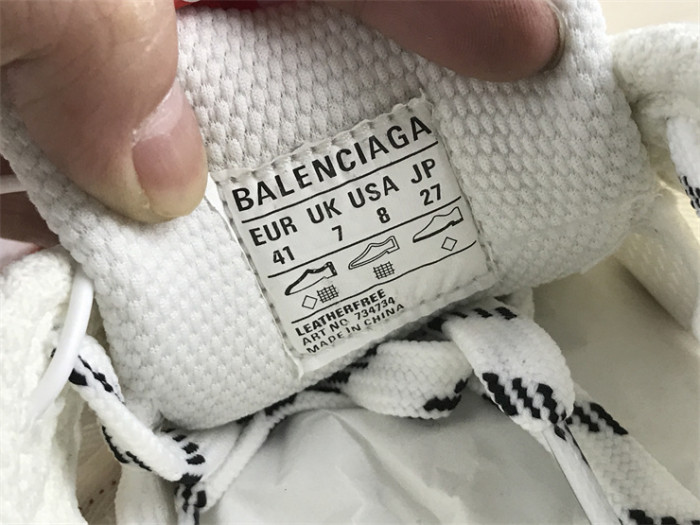 BALENCIAGA
EUR UK USA JP
41 7 8 27
LEATHERFREE
ART NO 734734
MADE IN CHINA